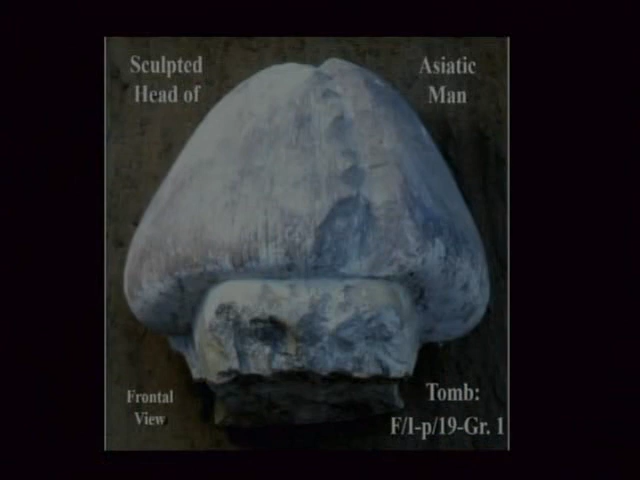 Sculpted
Head of
Asiatic
Man
Frontal
View
Tomb:
F/I-p/19-Gr. 1